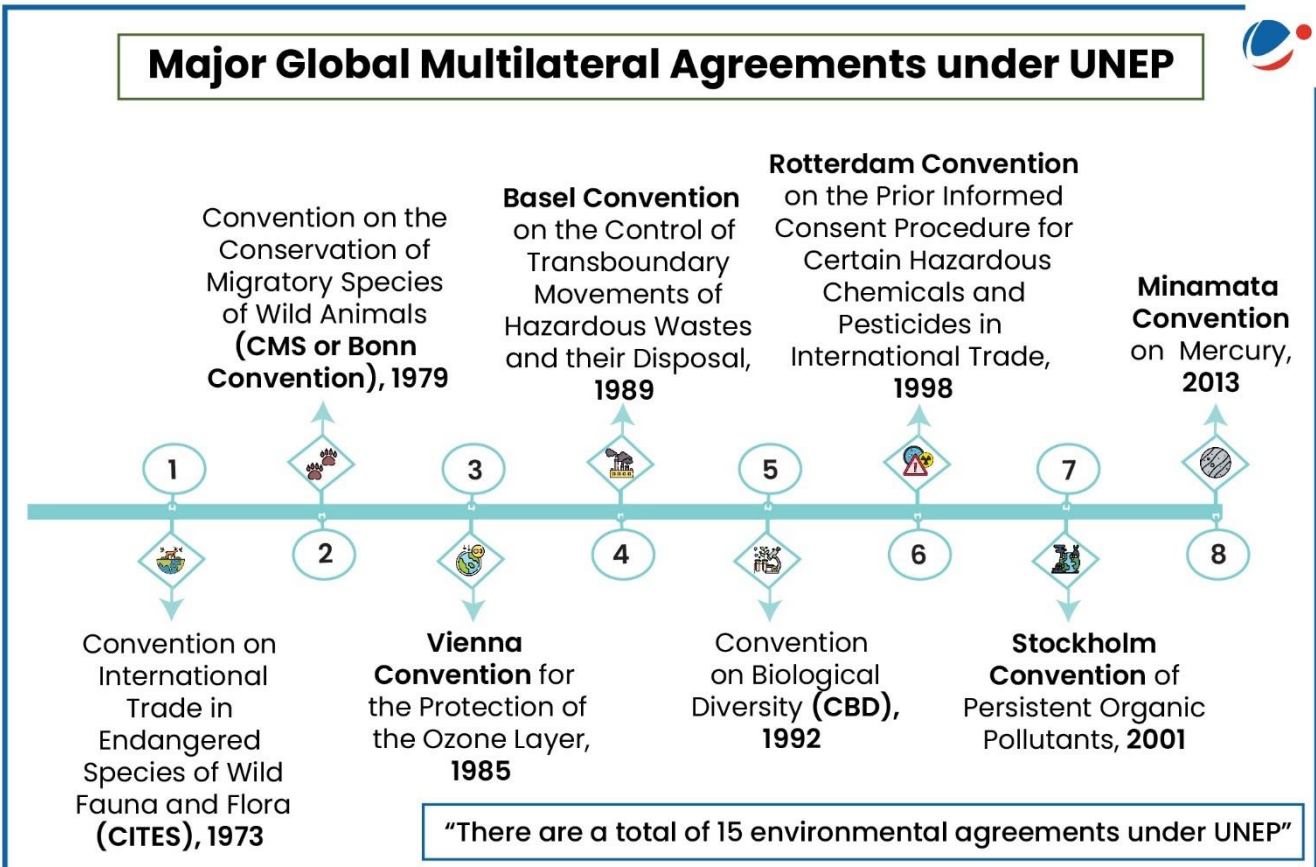 Major Global Multilateral Agreements under UNEP
Convention on the
Conservation of
Migratory Species
of Wild Animals
(CMS or Bonn
Convention), 1979
Basel Convention
on the Control of
Transboundary
Movements of
Hazardous Wastes
and their Disposal,
1989
Rotterdam Convention
on the Prior Informed
Consent Procedure for
Certain Hazardous
Chemicals and
Pesticides in
International Trade,
1998
Minamata
Convention
on Mercury,
2013
1
2
3
4
5
6
7
8
Convention on
International
Trade in
Endangered
Species of Wild
Fauna and Flora
(CITES), 1973
Vienna
Convention for
the Protection of
the Ozone Layer,
1985
Convention
on Biological
Diversity (CBD),
1992
Stockholm
Convention of
Persistent Organic
Pollutants, 2001
“There are a total of 15 environmental agreements under UNEP”